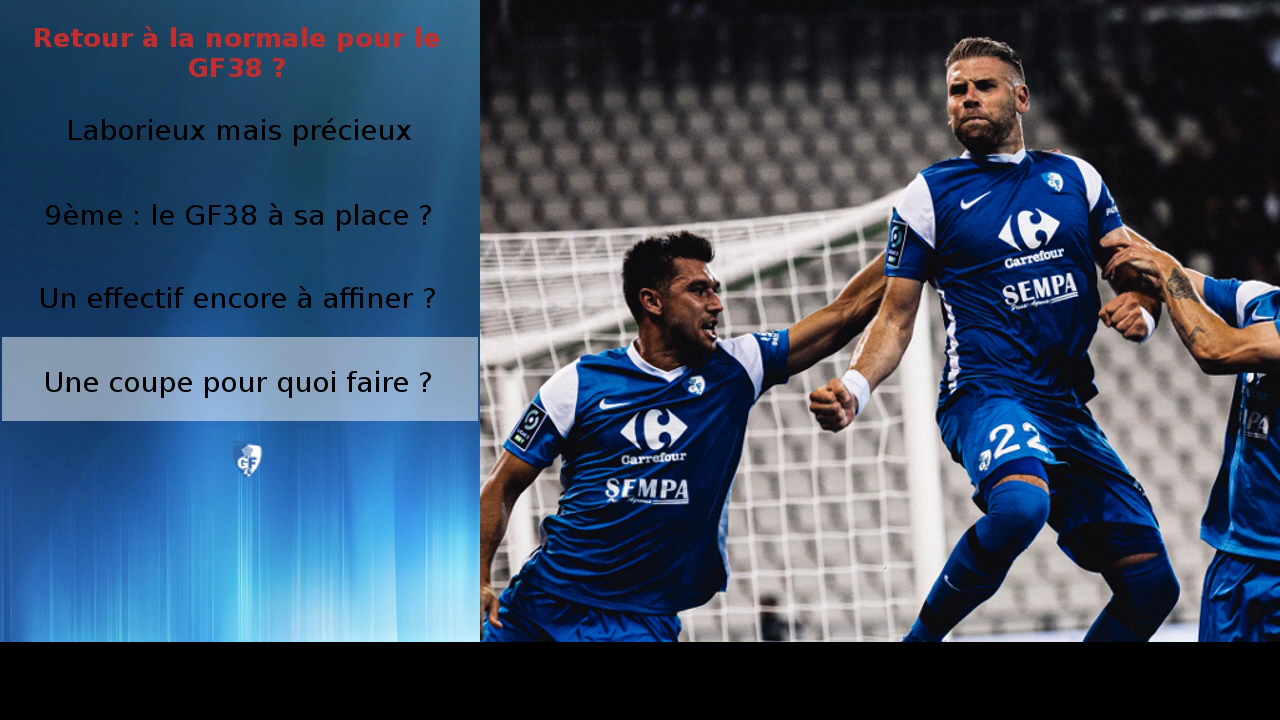 Retour à la normale pour le
GF38 ?
Laborieux mais précieux
9ème : le GF38 à sa place ?
Un effectif encore à affiner ?
Une coupe pour quoi faire ?
GF
Carrefour
SEMPA
22
Carrefour
SEMPA